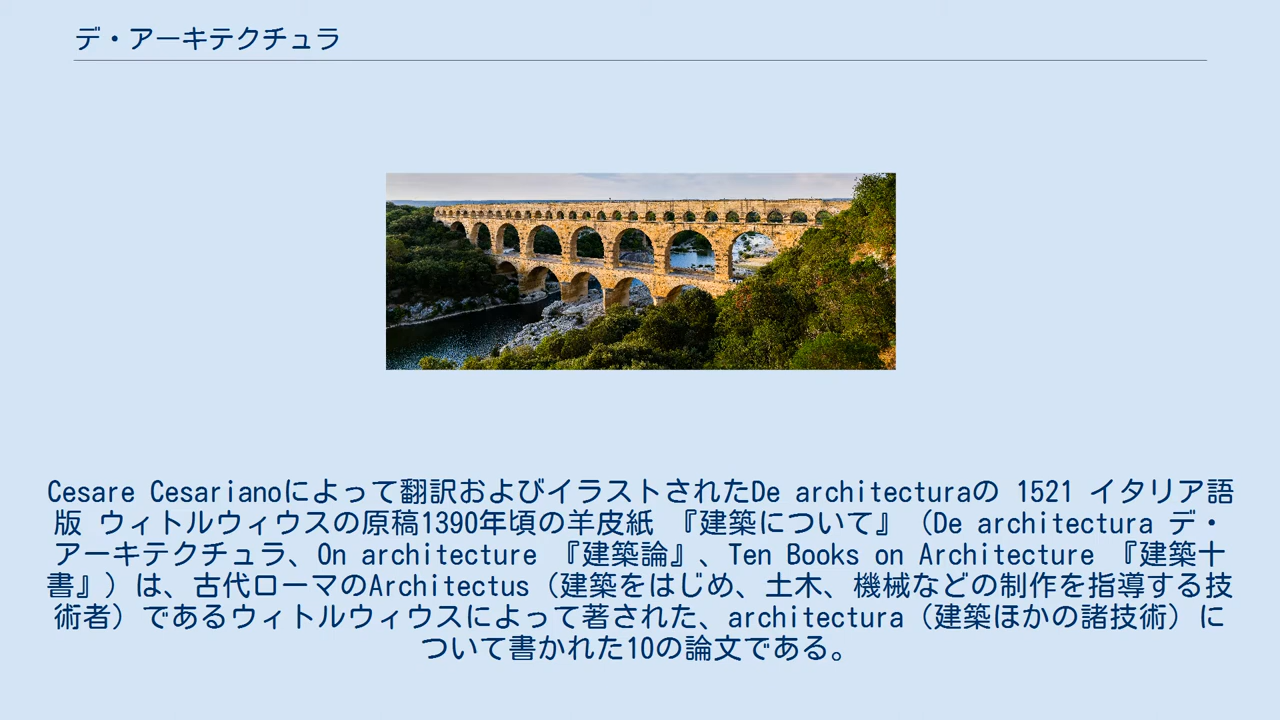 デ・アーキテクチュラ
Cesare Cesarianoによって翻訳およびイラストされたDe architecturaの 1521 イタリア語
版 ウィトルウィウスの原稿1390年頃の羊皮紙 『建築について』（De architectura デ・
アーキテクチュラ、On architecture 『建築論』、Ten Books on Architecture 『建築十
書』）は、古代ローマのArchitectus（建築をはじめ、土木、機械などの制作を指導する技
術者）であるウィトルウィウスによって著された、architectura（建築ほかの諸技術）に
ついて書かれた10の論文である。